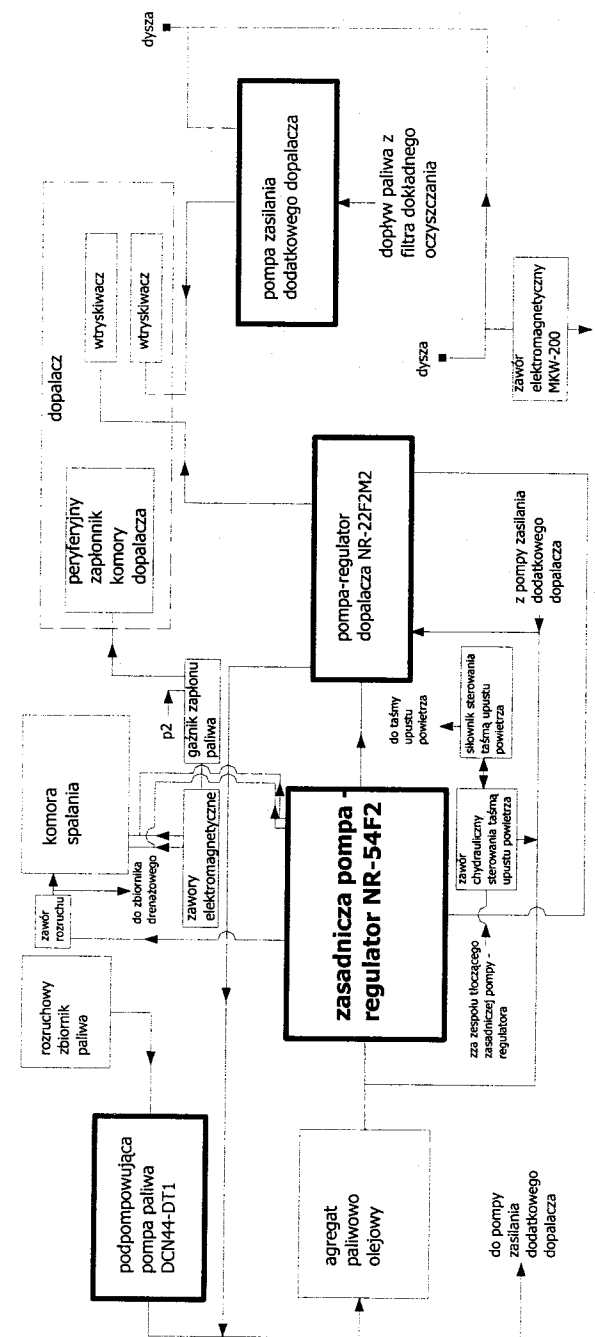 podpompowująca
pompa paliwa
DCN44-DT1
rozruchowy
zbiornik
paliwa
zawór
rozruchu
komora
spalania
do zbiornika
drenażowego
zawory
elektromagnetyczne
p2
gaźnik zapłonu
paliwa
dopalacz
peryferyjny
zapłonnik
komory
dopalacza
wtryskiwacz
wtryskiwacz
dysza
pompa zasilania
dodatkowego dopalacza
dopływ paliwa z
filtra dokładnego
oczyszczania
agregat
paliwowo
olejowy
zasadnicza pompa -
regulator NR-54F2
pompa-regulator
dopalacza NR-22F2M2
dysza
zawór
elektromagnetyczny
MKW-200
do taśmy
upustu
powietrza
siłownik sterowania
taśmą upustu
powietrza
zawór
chydrauliczny
sterowania taśmą
upustu powietrza
zza zespołu tłoczącego
zasadniczej pompy -
regulatora
z pompy zasilania
dodatkowego
dopalacza
do pompy
zasilania
dodatkowego
dopalacza